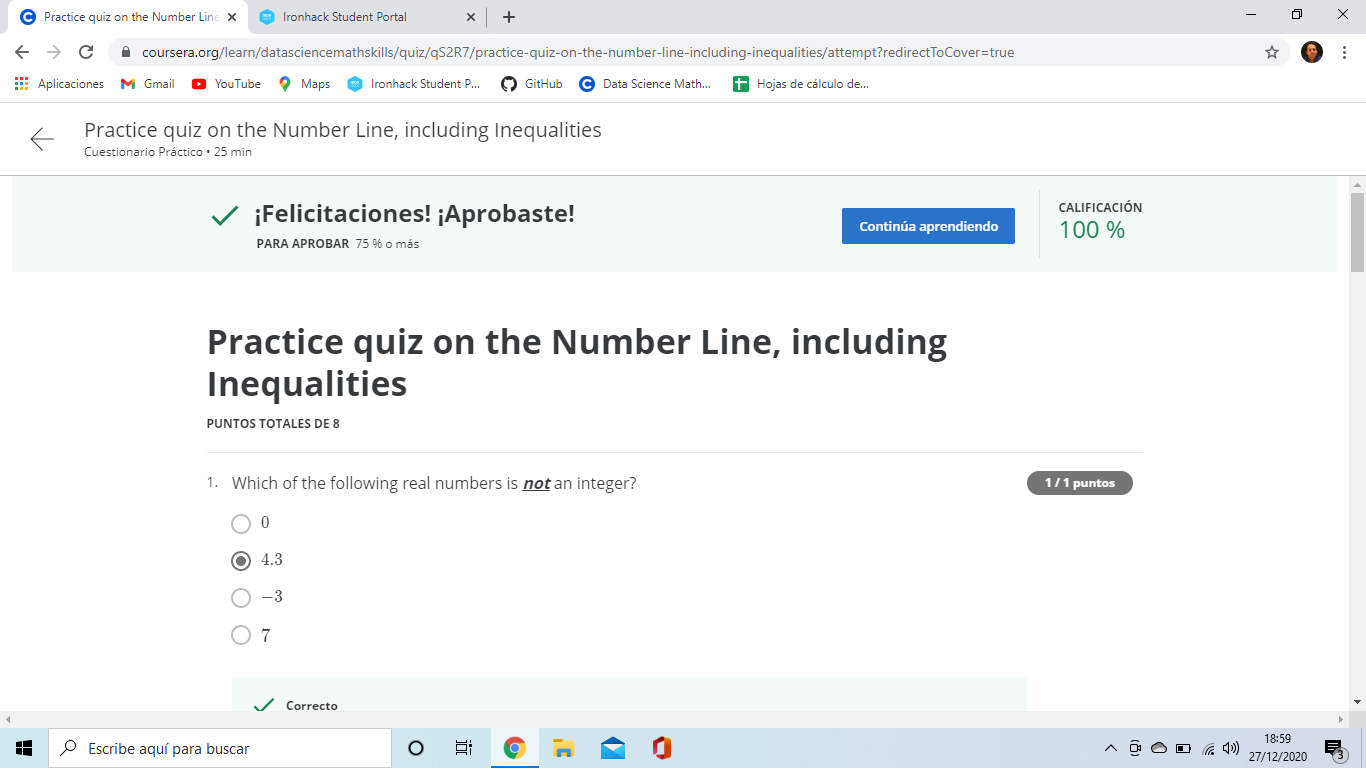 Practice quiz on the Number Line
Ironhack Student Portal
coursera.org/learn/datasciencemathskills/quiz/qS2R7/practice-quiz-on-the-number-line-including-inequalities/attempt?redirectToCover=true
Aplicaciones Gmail YouTube Maps Ironhack Student P... GitHub Data Science Math... Hojas de cálculo de...
Practice quiz on the Number Line, including Inequalities
Cuestionario Práctico • 25 min
¡Felicitaciones! ¡Aprobaste!
PARA APROBAR 75 % o más
Continúa aprendiendo
CALIFICACIÓN
100 %
Practice quiz on the Number Line, including
Inequalities
PUNTOS TOTALES DE 8
1. Which of the following real numbers is not an integer?
1 / 1 puntos
0
4.3
−3
7
Correcto
Escribe aquí para buscar
18:59
27/12/2020
3